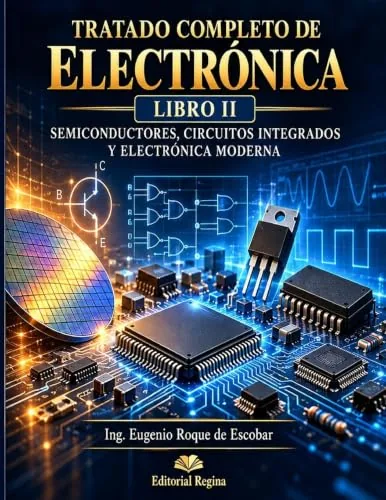 TRATADO COMPLETO DE
ELECTRÓNICA
LIBRO II
SEMICONDUCTORES, CIRCUITOS INTEGRADOS
Y ELECTRÓNICA MODERNA
C
B
E
Ing. Eugenio Roque de Escobar
Editorial Regina